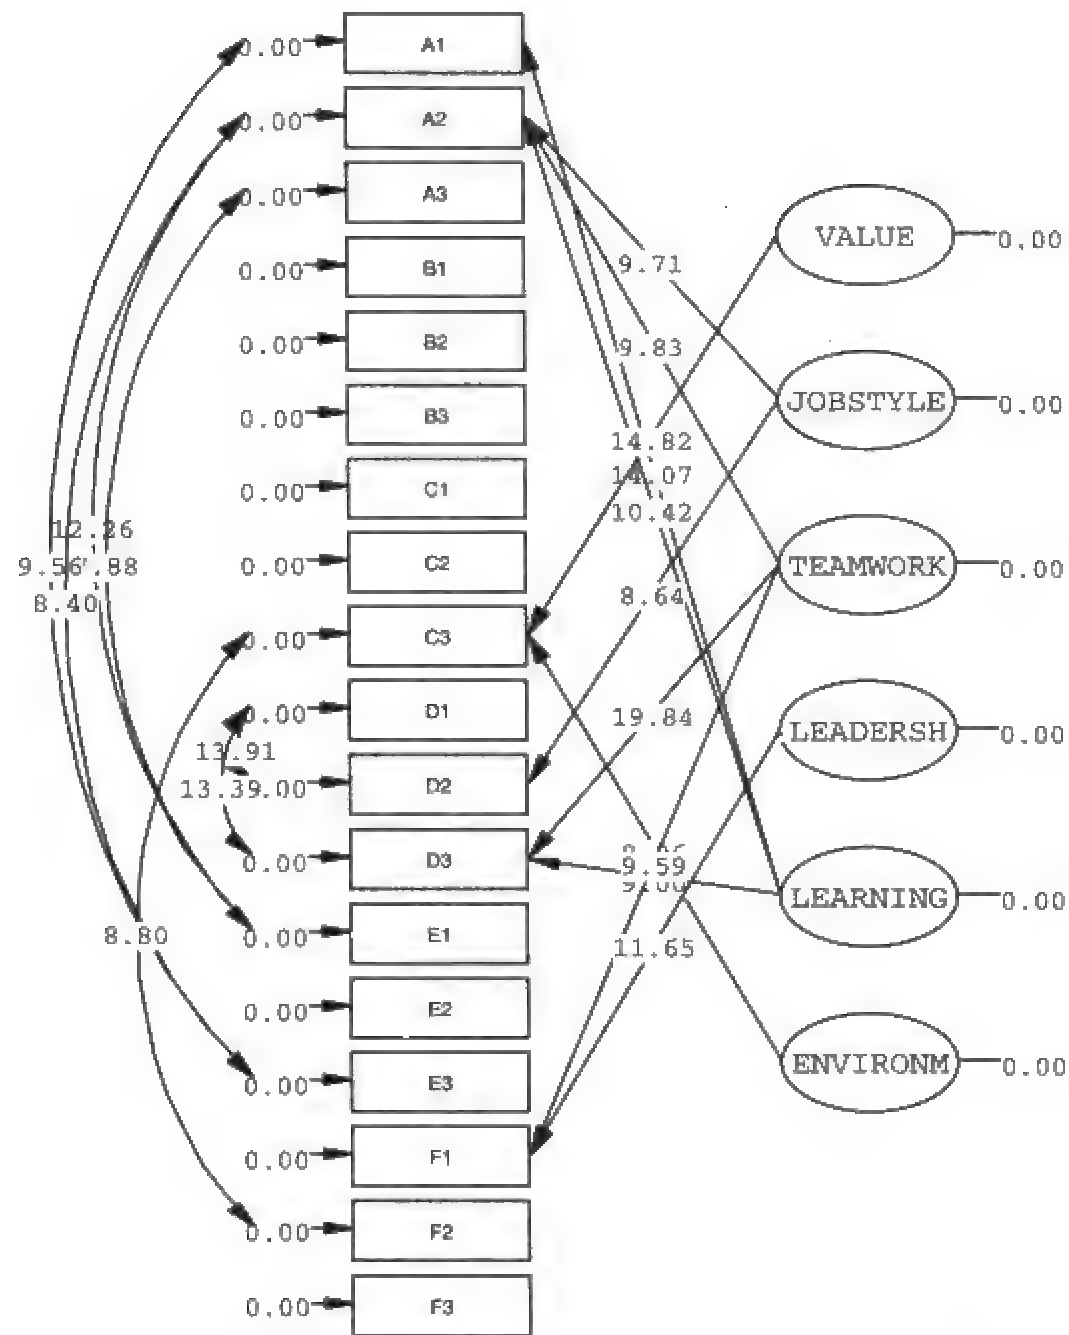 0.00 A1
0.00 A2
0.00 A3
VALUE 0.00
0.00 B1
9.71
0.00 B2
9.83
JOBSTYLE 0.00
0.00 B3
14.82
14.07
0.00 C1
10.42
12.26
0.00 C2
TEAMWORK 0.00
9.56
7.88
8.40
8.64
0.00 C3
0.00 D1
19.84
LEADERSH 0.00
13.91
13.39
0.00 D2
0.00 D3
9.59
LEARNING 0.00
8.80
0.00 E1
11.65
0.00 E2
0.00 E3
ENVIRONM 0.00
0.00 F1
0.00 F2
0.00 F3